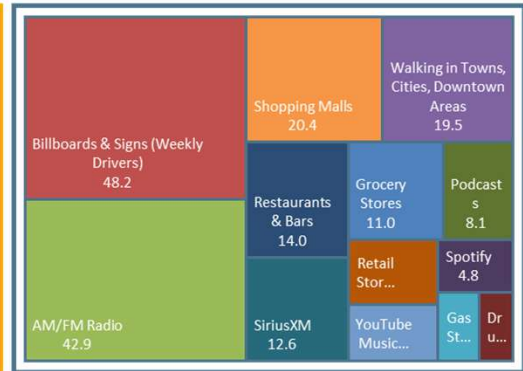 Billboards & Signs (Weekly
Drivers)
48.2
AM/FM Radio
42.9
Shopping Malls
20.4
Walking in Towns,
Cities, Downtown
Areas
19.5
Restaurants
& Bars
14.0
SiriusXM
12.6
Grocery
Stores
11.0
Podcast
s
8.1
Retail
Stor...
Spotify
4.8
YouTube
Music...
Gas
St...
Dr
u...